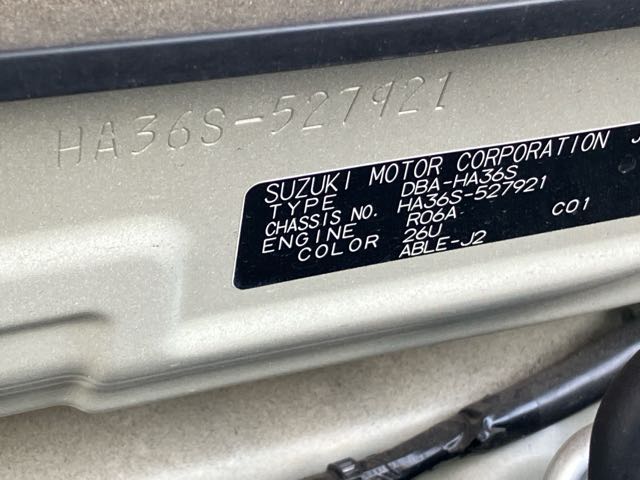 HA36S-527921
SUZUKI MOTOR CORPORATION J
TYPE DBA-HA36S
CHASSIS NO. HA36S-527921
ENGINE R06A
COLOR 26U C01
ABLE-J2